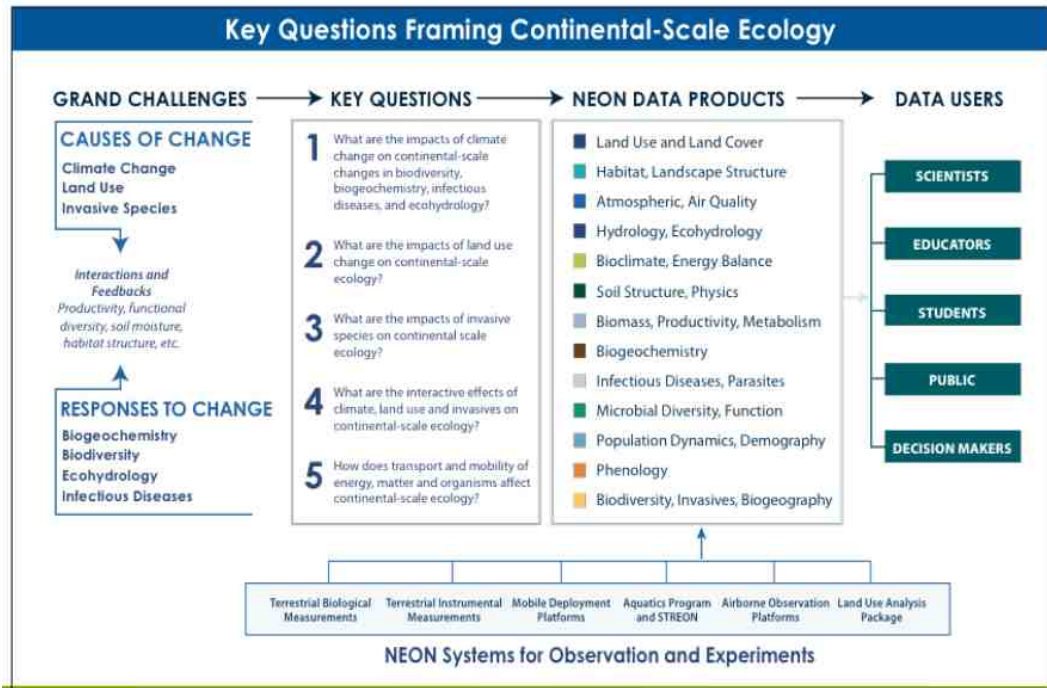 Key Questions Framing Continental-Scale Ecology
GRAND CHALLENGES
KEY QUESTIONS
NEON DATA PRODUCTS
DATA USERS
CAUSES OF CHANGE
Climate Change
Land Use
Invasive Species
Interactions and
Feedbacks
Productivity, functional
diversity, soil moisture,
habitat structure, etc.
RESPONSES TO CHANGE
Biogeochemistry
Biodiversity
Ecohydrology
Infectious Diseases
1
What are the impacts of climate
change on continental-scale
changes in biodiversity,
biogeochemistry, infectious
diseases, and ecohydrology?
2
What are the impacts of land use
change on continental-scale
ecology?
3
What are the impacts of invasive
species on continental scale
ecology?
4
What are the interactive effects of
climate, land use and invasives on
continental-scale ecology?
5
How does transport and mobility of
energy, matter and organisms affect
continental-scale ecology?
Land Use and Land Cover
Habitat, Landscape Structure
Atmospheric, Air Quality
Hydrology, Ecohydrology
Bioclimate, Energy Balance
Soil Structure, Physics
Biomass, Productivity, Metabolism
Biogeochemistry
Infectious Diseases, Parasites
Microbial Diversity, Function
Population Dynamics, Demography
Phenology
Biodiversity, Invasives, Biogeography
SCIENTISTS
EDUCATORS
STUDENTS
PUBLIC
DECISION MAKERS
Terrestrial Biological
Measurements
Terrestrial Instrumental
Measurements
Mobile Deployment
Platforms
Aquatics Program
and STREON
Airborne Observation
Platforms
Land Use Analysis
Package
NEON Systems for Observation and Experiments